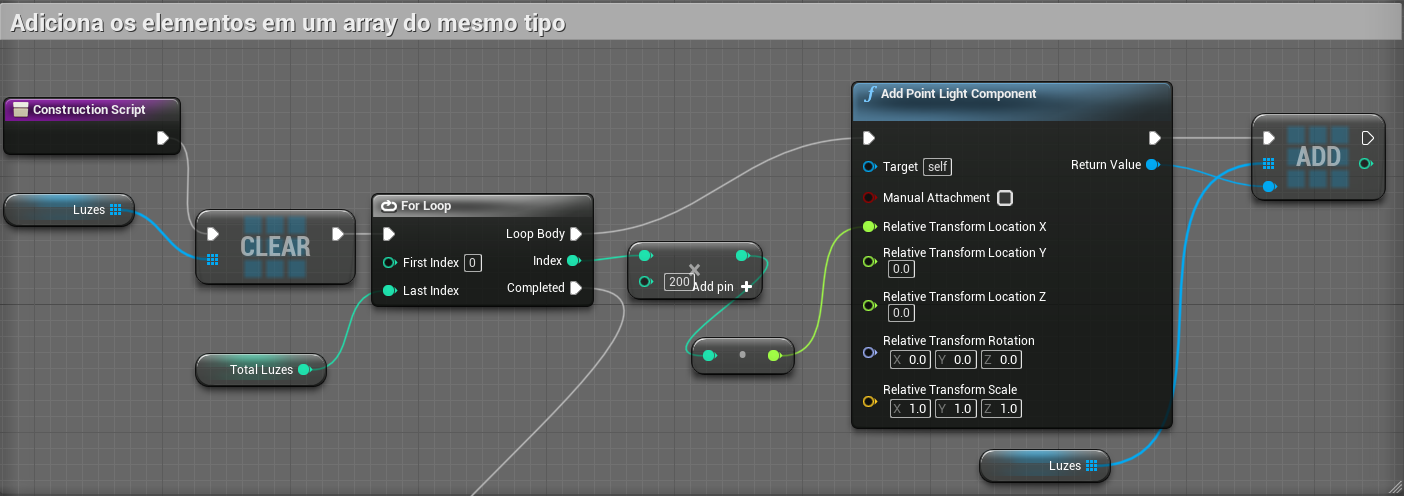 Adiciona os elementos em um array do mesmo tipo
Construction Script
Luzes
CLEAR
For Loop
Loop Body
First Index 0
Index
Last Index
Completed
Total Luzes
×
200
Add pin
Add Point Light Component
Target self
Return Value
Manual Attachment
Relative Transform Location X
Relative Transform Location Y
0.0
Relative Transform Location Z
0.0
Relative Transform Rotation
X 0.0 Y 0.0 Z 0.0
Relative Transform Scale
X 1.0 Y 1.0 Z 1.0
ADD
Luzes